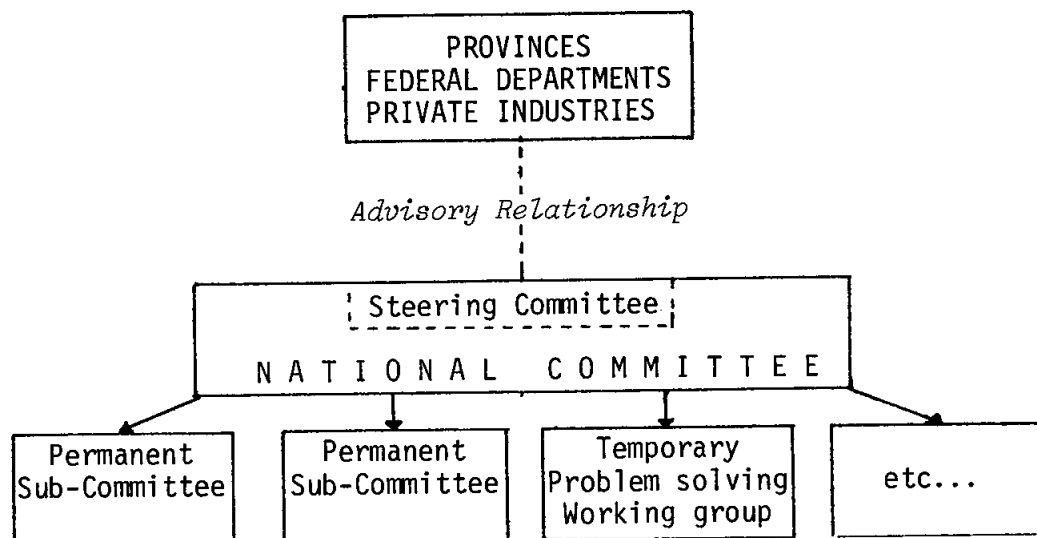 PROVINCES
FEDERAL DEPARTMENTS
PRIVATE INDUSTRIES
Advisory Relationship
Steering Committee
NATIONAL COMMITTEE
Permanent
Sub-Committee
Permanent
Sub-Committee
Temporary
Problem solving
Working group
etc...